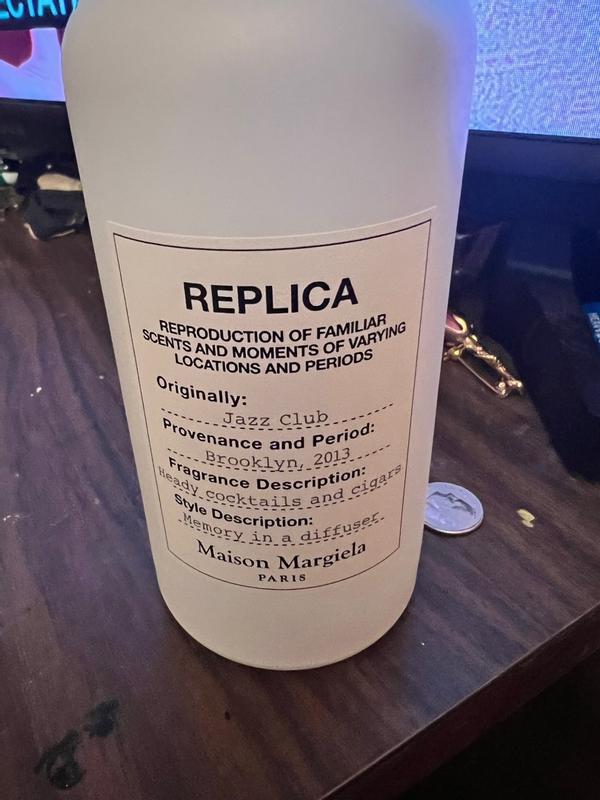 REPLICA
REPRODUCTION OF FAMILIAR
SCENTS AND MOMENTS OF VARYING
LOCATIONS AND PERIODS
Originally:
Jazz Club
Provenance and Period:
Brooklyn, 2013
Fragrance Description:
Heady cocktails and cigars
Style Description:
Memory in a diffuser
Maison Margiela
PARIS